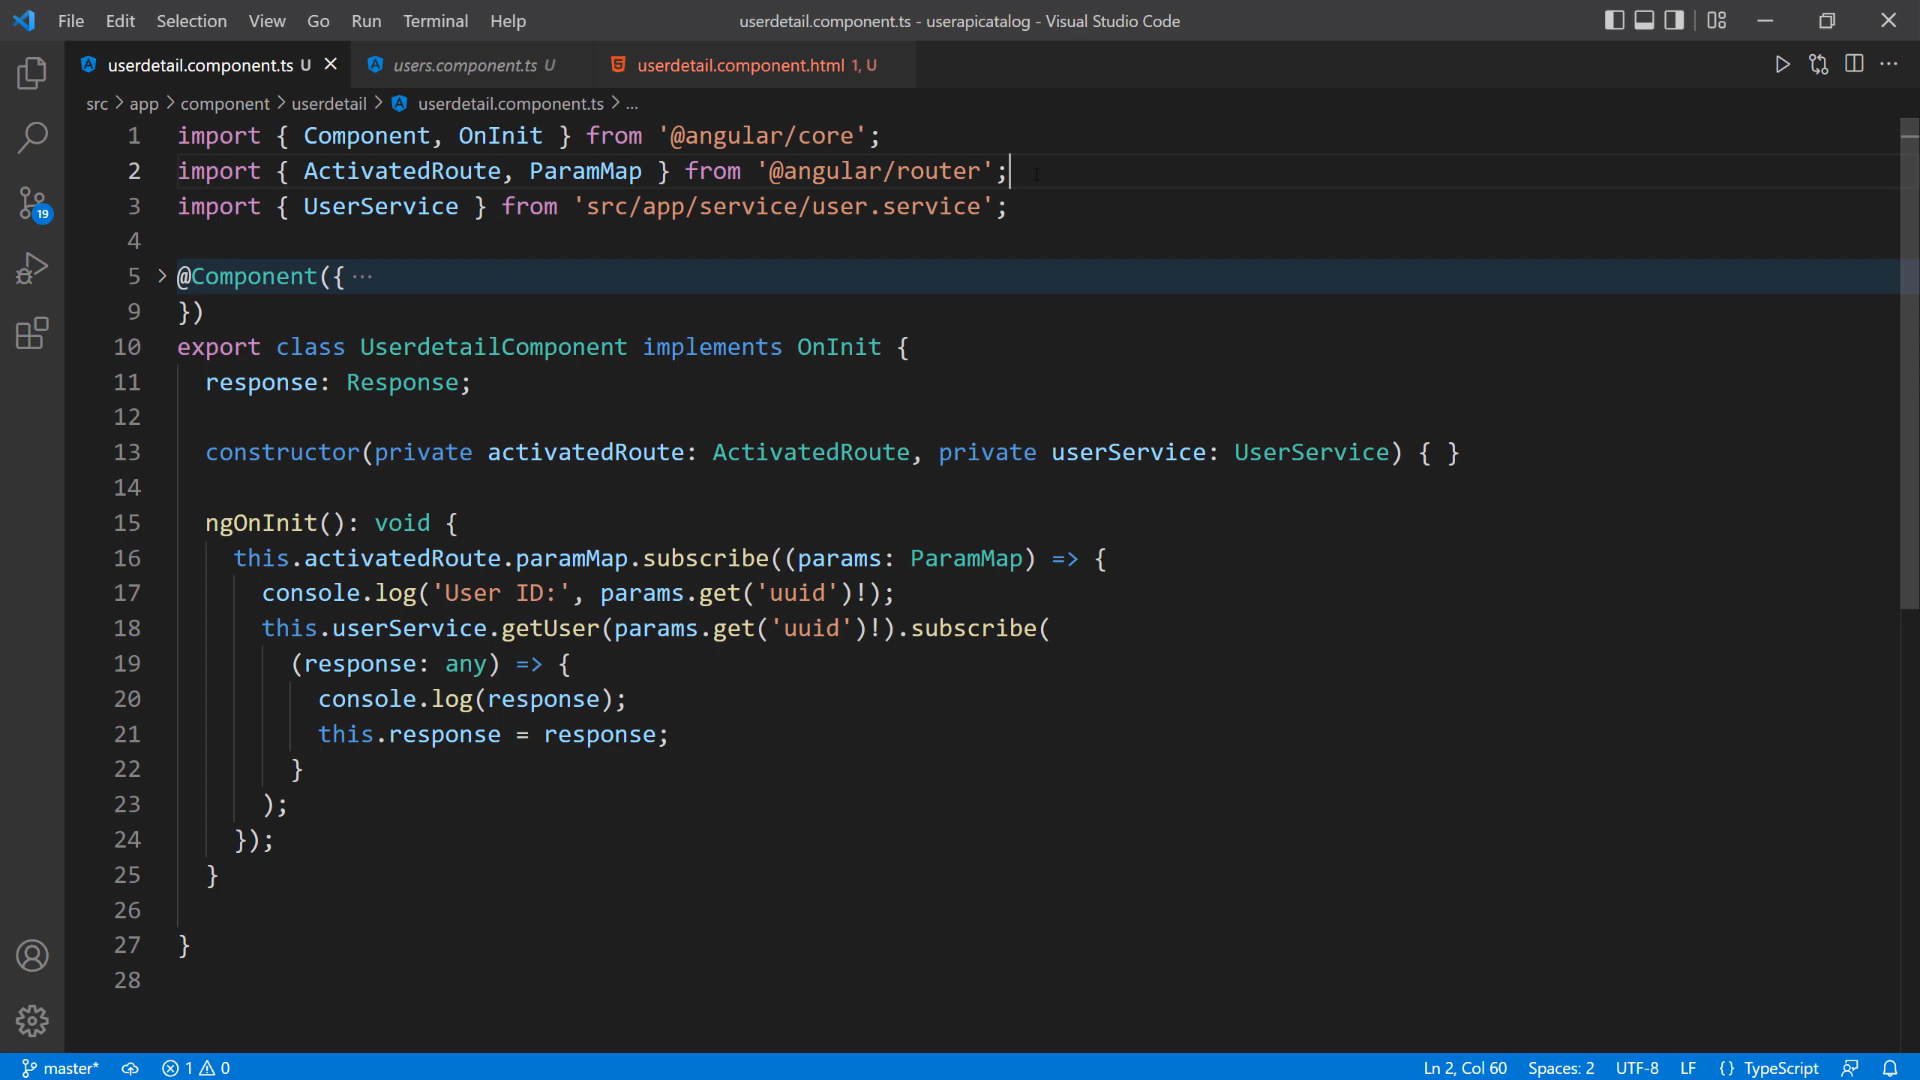 File Edit Selection View Go Run Terminal Help userdetail.component.ts - userapicatalog - Visual Studio Code
userdetail.component.ts U users.component.ts U userdetail.component.html 1, U
src > app > component > userdetail > userdetail.component.ts > ...
1 import { Component, OnInit } from '@angular/core';
2 import { ActivatedRoute, ParamMap } from '@angular/router';
3 import { UserService } from 'src/app/service/user.service';
4
5 @Component({ ···
9 })
10 export class UserdetailComponent implements OnInit {
11 response: Response;
12
13 constructor(private activatedRoute: ActivatedRoute, private userService: UserService) { }
14
15 ngOnInit(): void {
16 this.activatedRoute.paramMap.subscribe((params: ParamMap) => {
17 console.log('User ID:', params.get('uuid')!);
18 this.userService.getUser(params.get('uuid')!).subscribe(
19 (response: any) => {
20 console.log(response);
21 this.response = response;
22 }
23 );
24 });
25 }
26
27 }
28
19
master* 1 0 Ln 2, Col 60 Spaces: 2 UTF-8 LF { } TypeScript